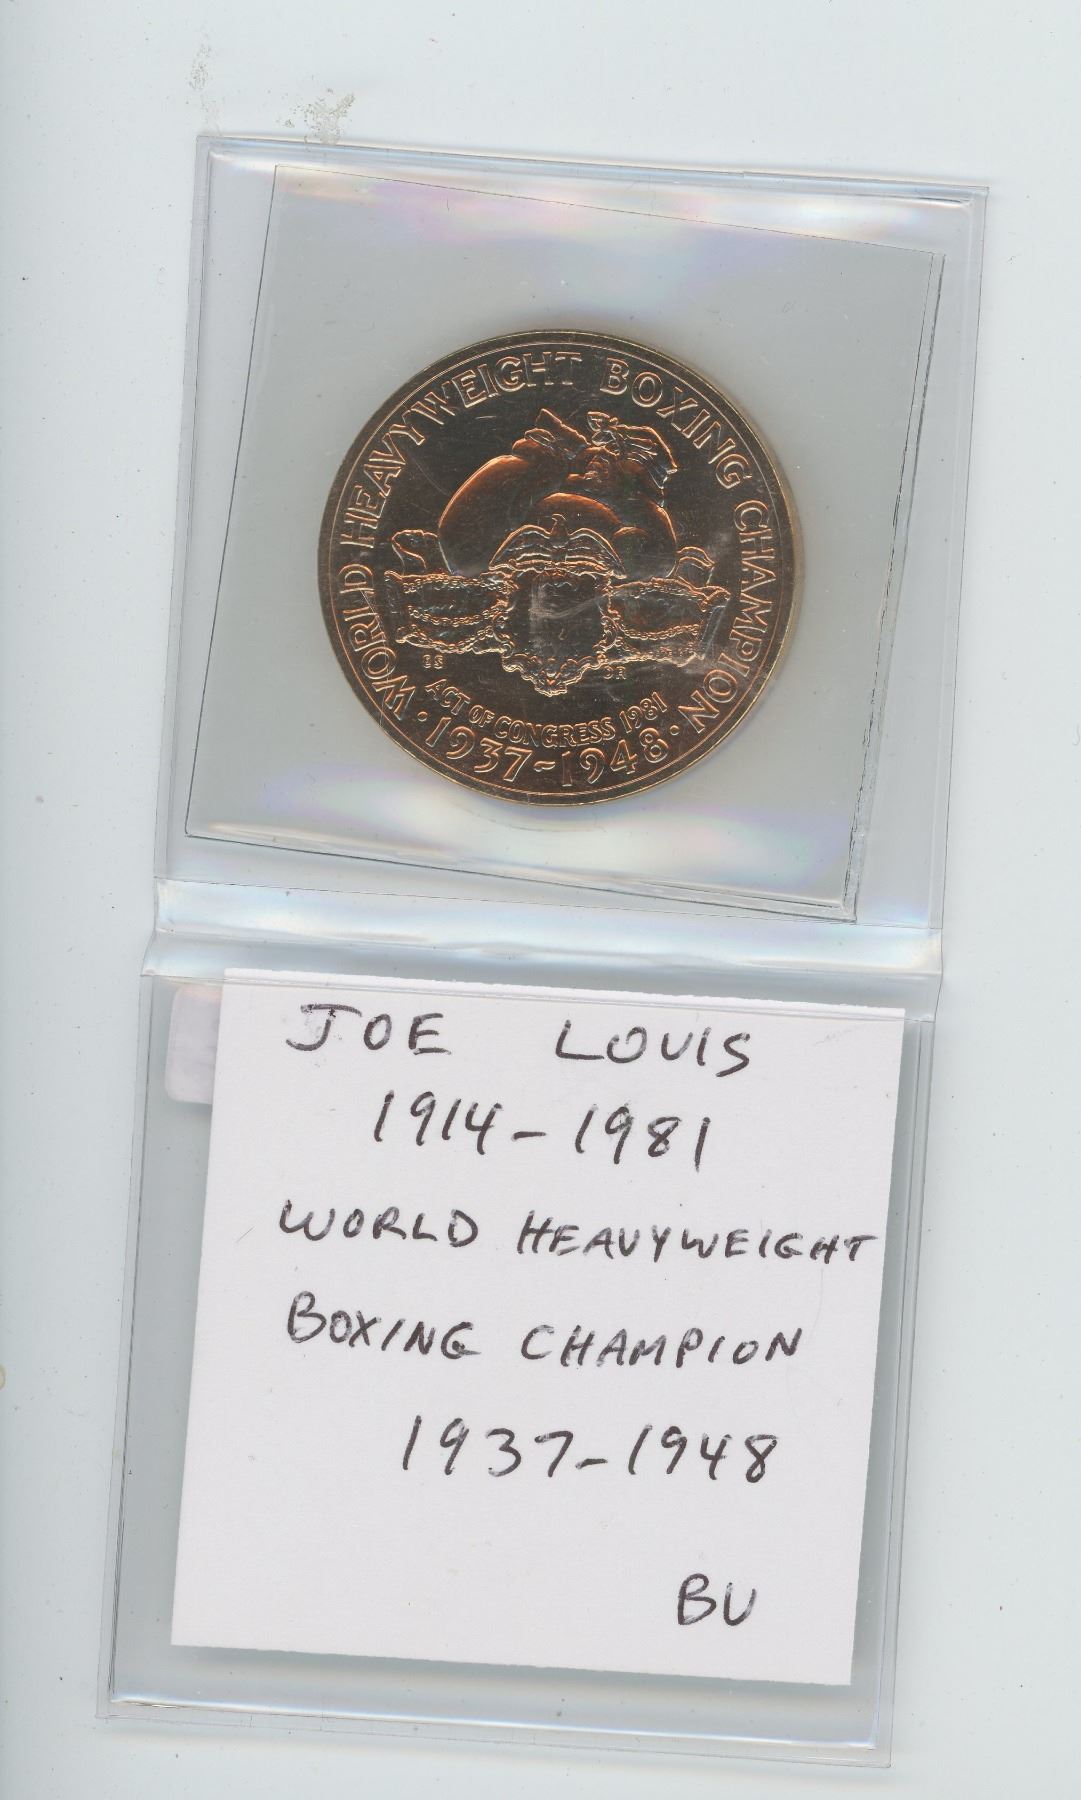 WORLD HEAVYWEIGHT BOXING CHAMPION
ACT OF CONGRESS 1981
· 1937~1948 ·
JOE LOUIS
1914-1981
WORLD HEAVYWEIGHT
BOXING CHAMPION
1937-1948
BU